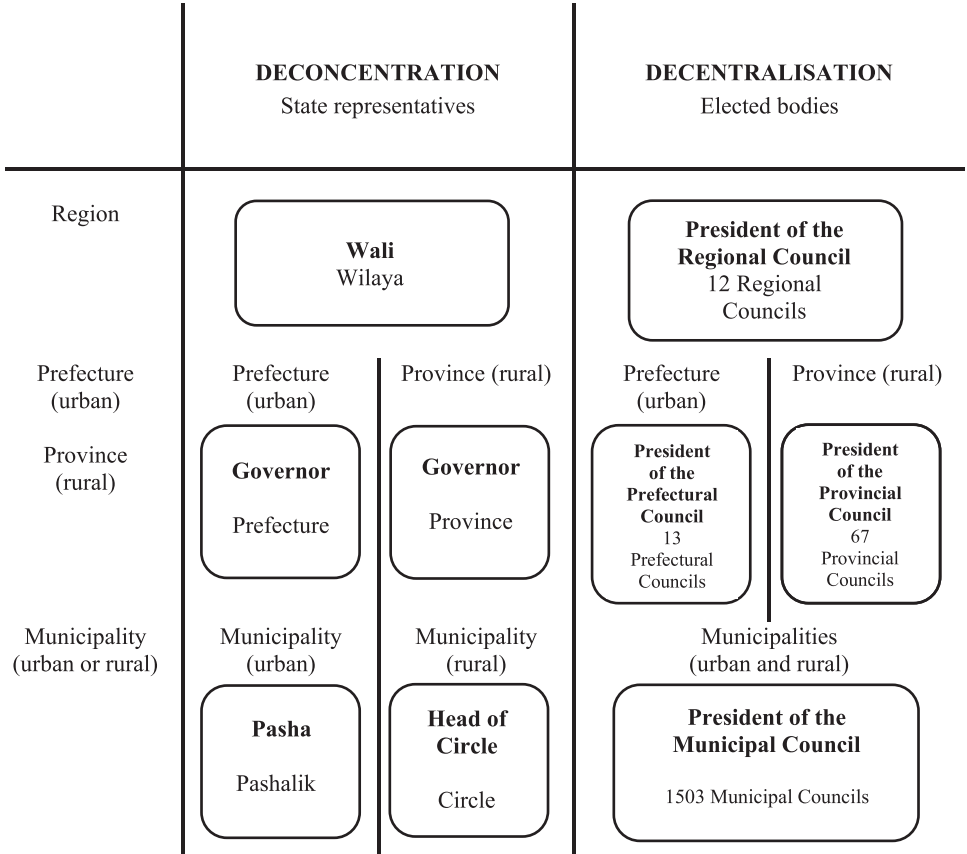 DECONCENTRATION
State representatives
DECENTRALISATION
Elected bodies
Region
Wali
Wilaya
President of the
Regional Council
12 Regional
Councils
Prefecture
(urban)
Province
(rural)
Prefecture
(urban)
Province (rural)
Prefecture
(urban)
Province (rural)
Governor
Prefecture
Governor
Province
President
of the
Prefectural
Council
13
Prefectural
Councils
President
of the
Provincial
Council
67
Provincial
Councils
Municipality
(urban or rural)
Municipality
(urban)
Municipality
(rural)
Municipalities
(urban and rural)
Pasha
Pashalik
Head of
Circle
Circle
President of the
Municipal Council
1503 Municipal Councils